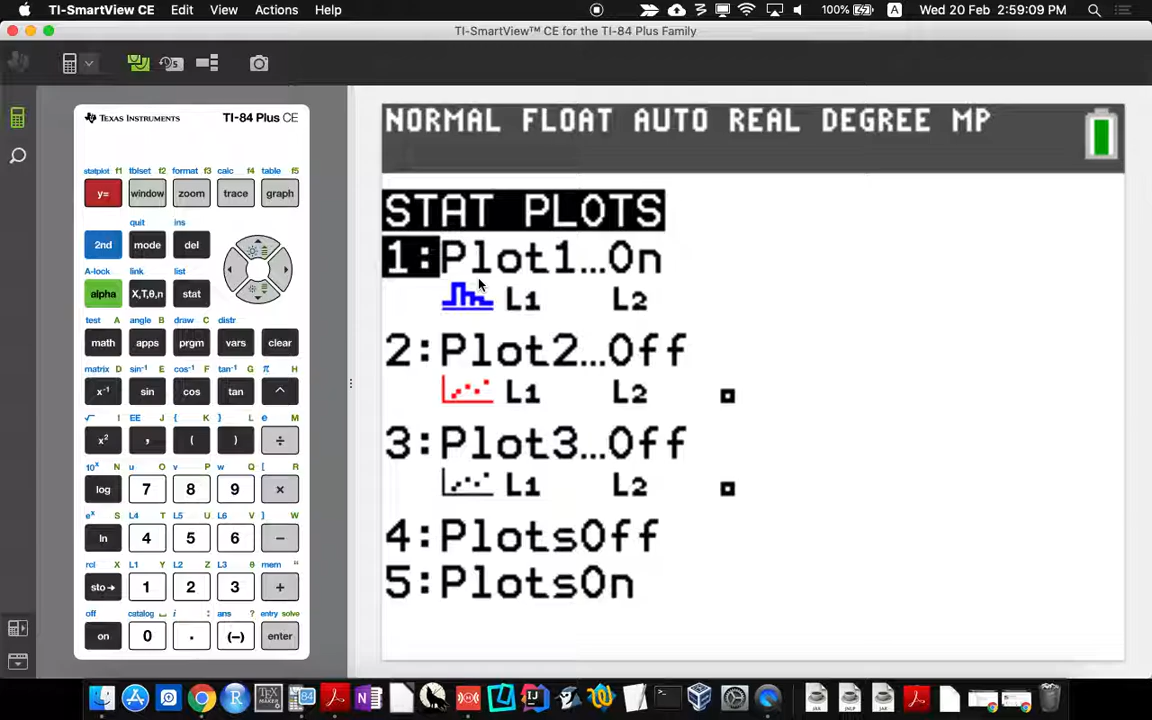 TI-SmartView CE Edit View Actions Help 100% A Wed 20 Feb 2:59:09 PM
TI-SmartView™ CE for the TI-84 Plus Family
TEXAS INSTRUMENTS TI-84 Plus CE
statplot f1 tblset f2 format f3 calc f4 table f5
y= window zoom trace graph
quit ins
2nd mode del
A-lock link list
alpha X,T,θ,n stat
test A angle B draw C distr
math apps prgm vars clear
matrix D sin⁻¹ E cos⁻¹ F tan⁻¹ G π H
x⁻¹ sin cos tan ^
√ I EE J { K } L e M
x² , ( ) ÷
10ˣ N u O v P w Q [ R
log 7 8 9 ×
eˣ S L4 T L5 U L6 V ] W
ln 4 5 6 −
rcl X L1 Y L2 Z L3 θ mem "
sto→ 1 2 3 +
off catalog i : ans ? entry solve
on 0 . (−) enter
NORMAL FLOAT AUTO REAL DEGREE MP
STAT PLOTS
1:Plot1...On
L1 L2
2:Plot2...Off
L1 L2
3:Plot3...Off
L1 L2
4:PlotsOff
5:PlotsOn